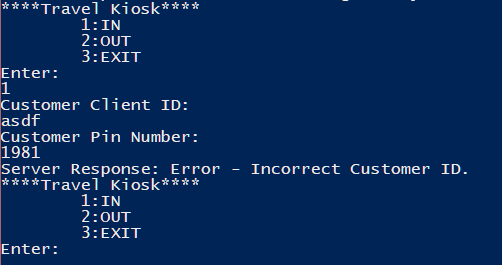 ****Travel Kiosk****
1:IN
2:OUT
3:EXIT
Enter:
1
Customer Client ID:
asdf
Customer Pin Number:
1981
Server Response: Error - Incorrect Customer ID.
****Travel Kiosk****
1:IN
2:OUT
3:EXIT
Enter: